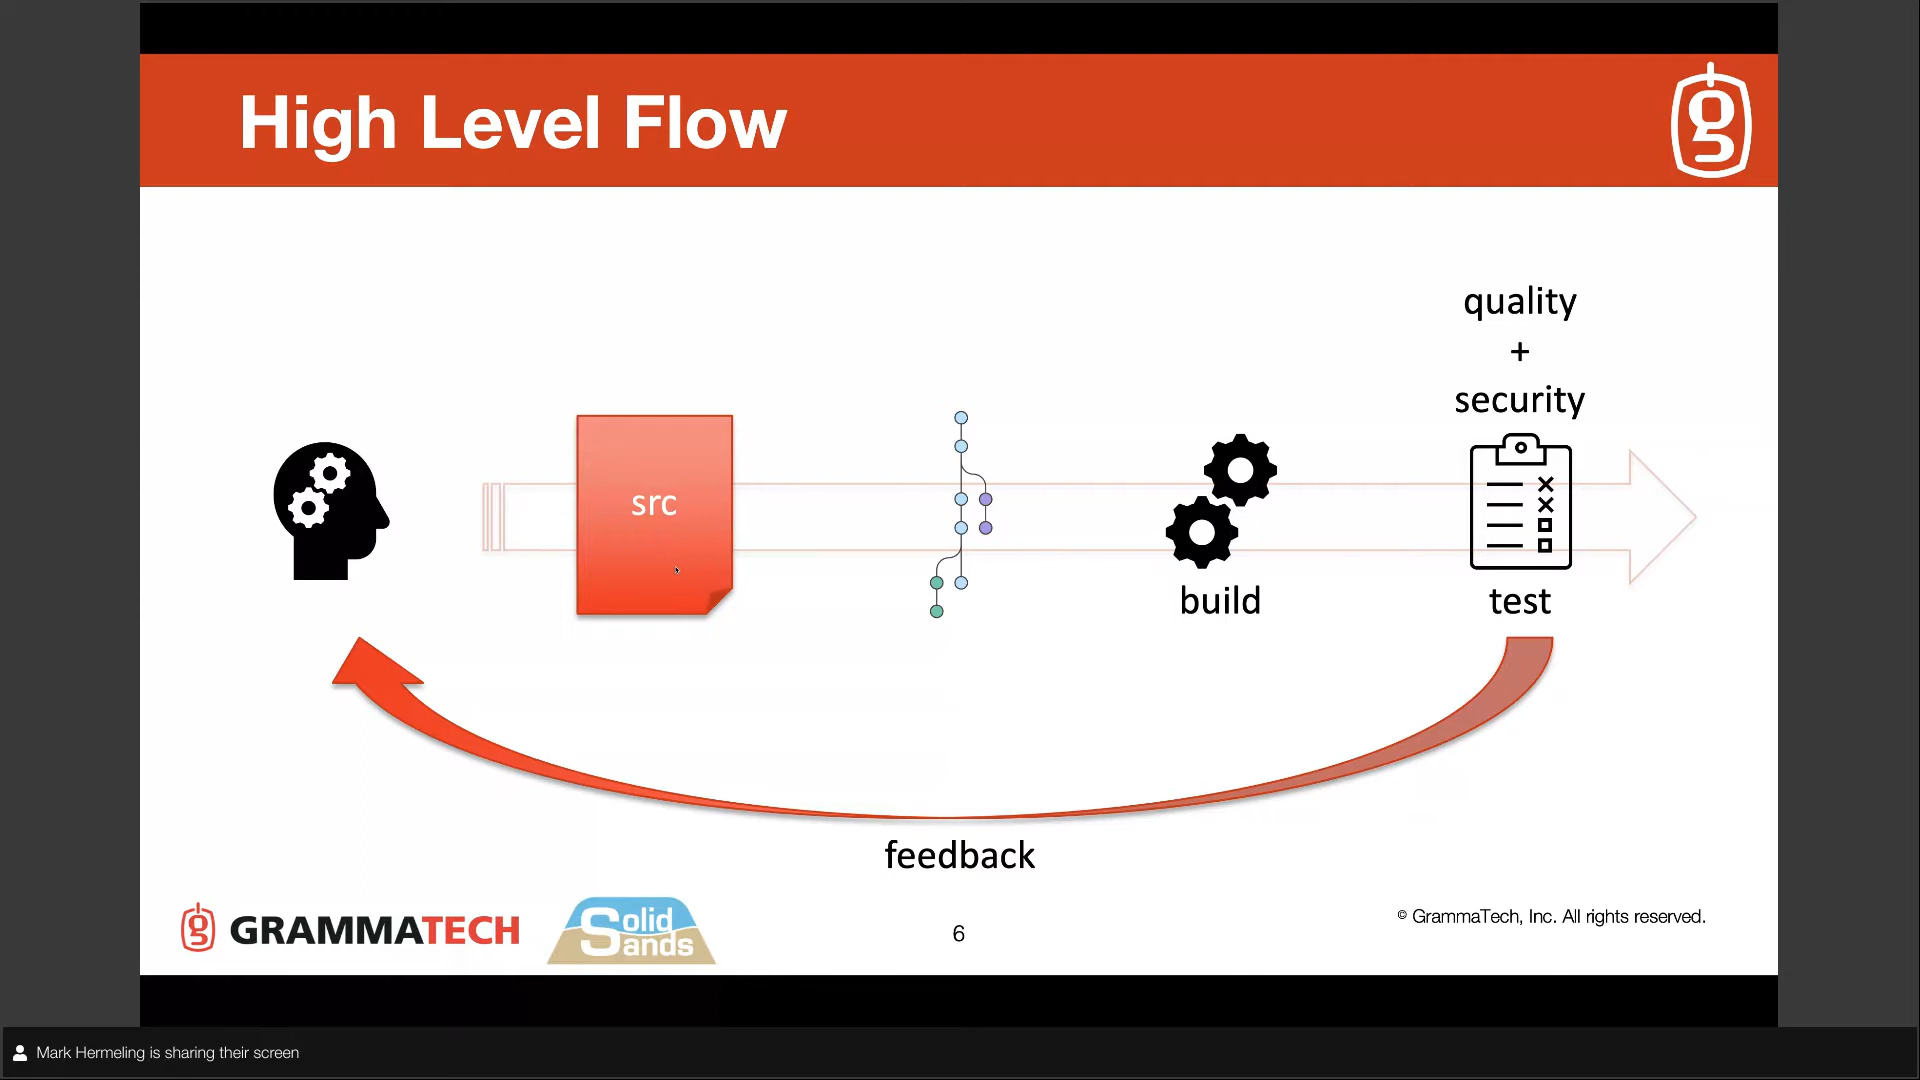 High Level Flow
quality
+
security
src
build
test
feedback
GRAMMATECH
Solid
Sands
6
© GrammaTech, Inc. All rights reserved.
Mark Hermeling is sharing their screen